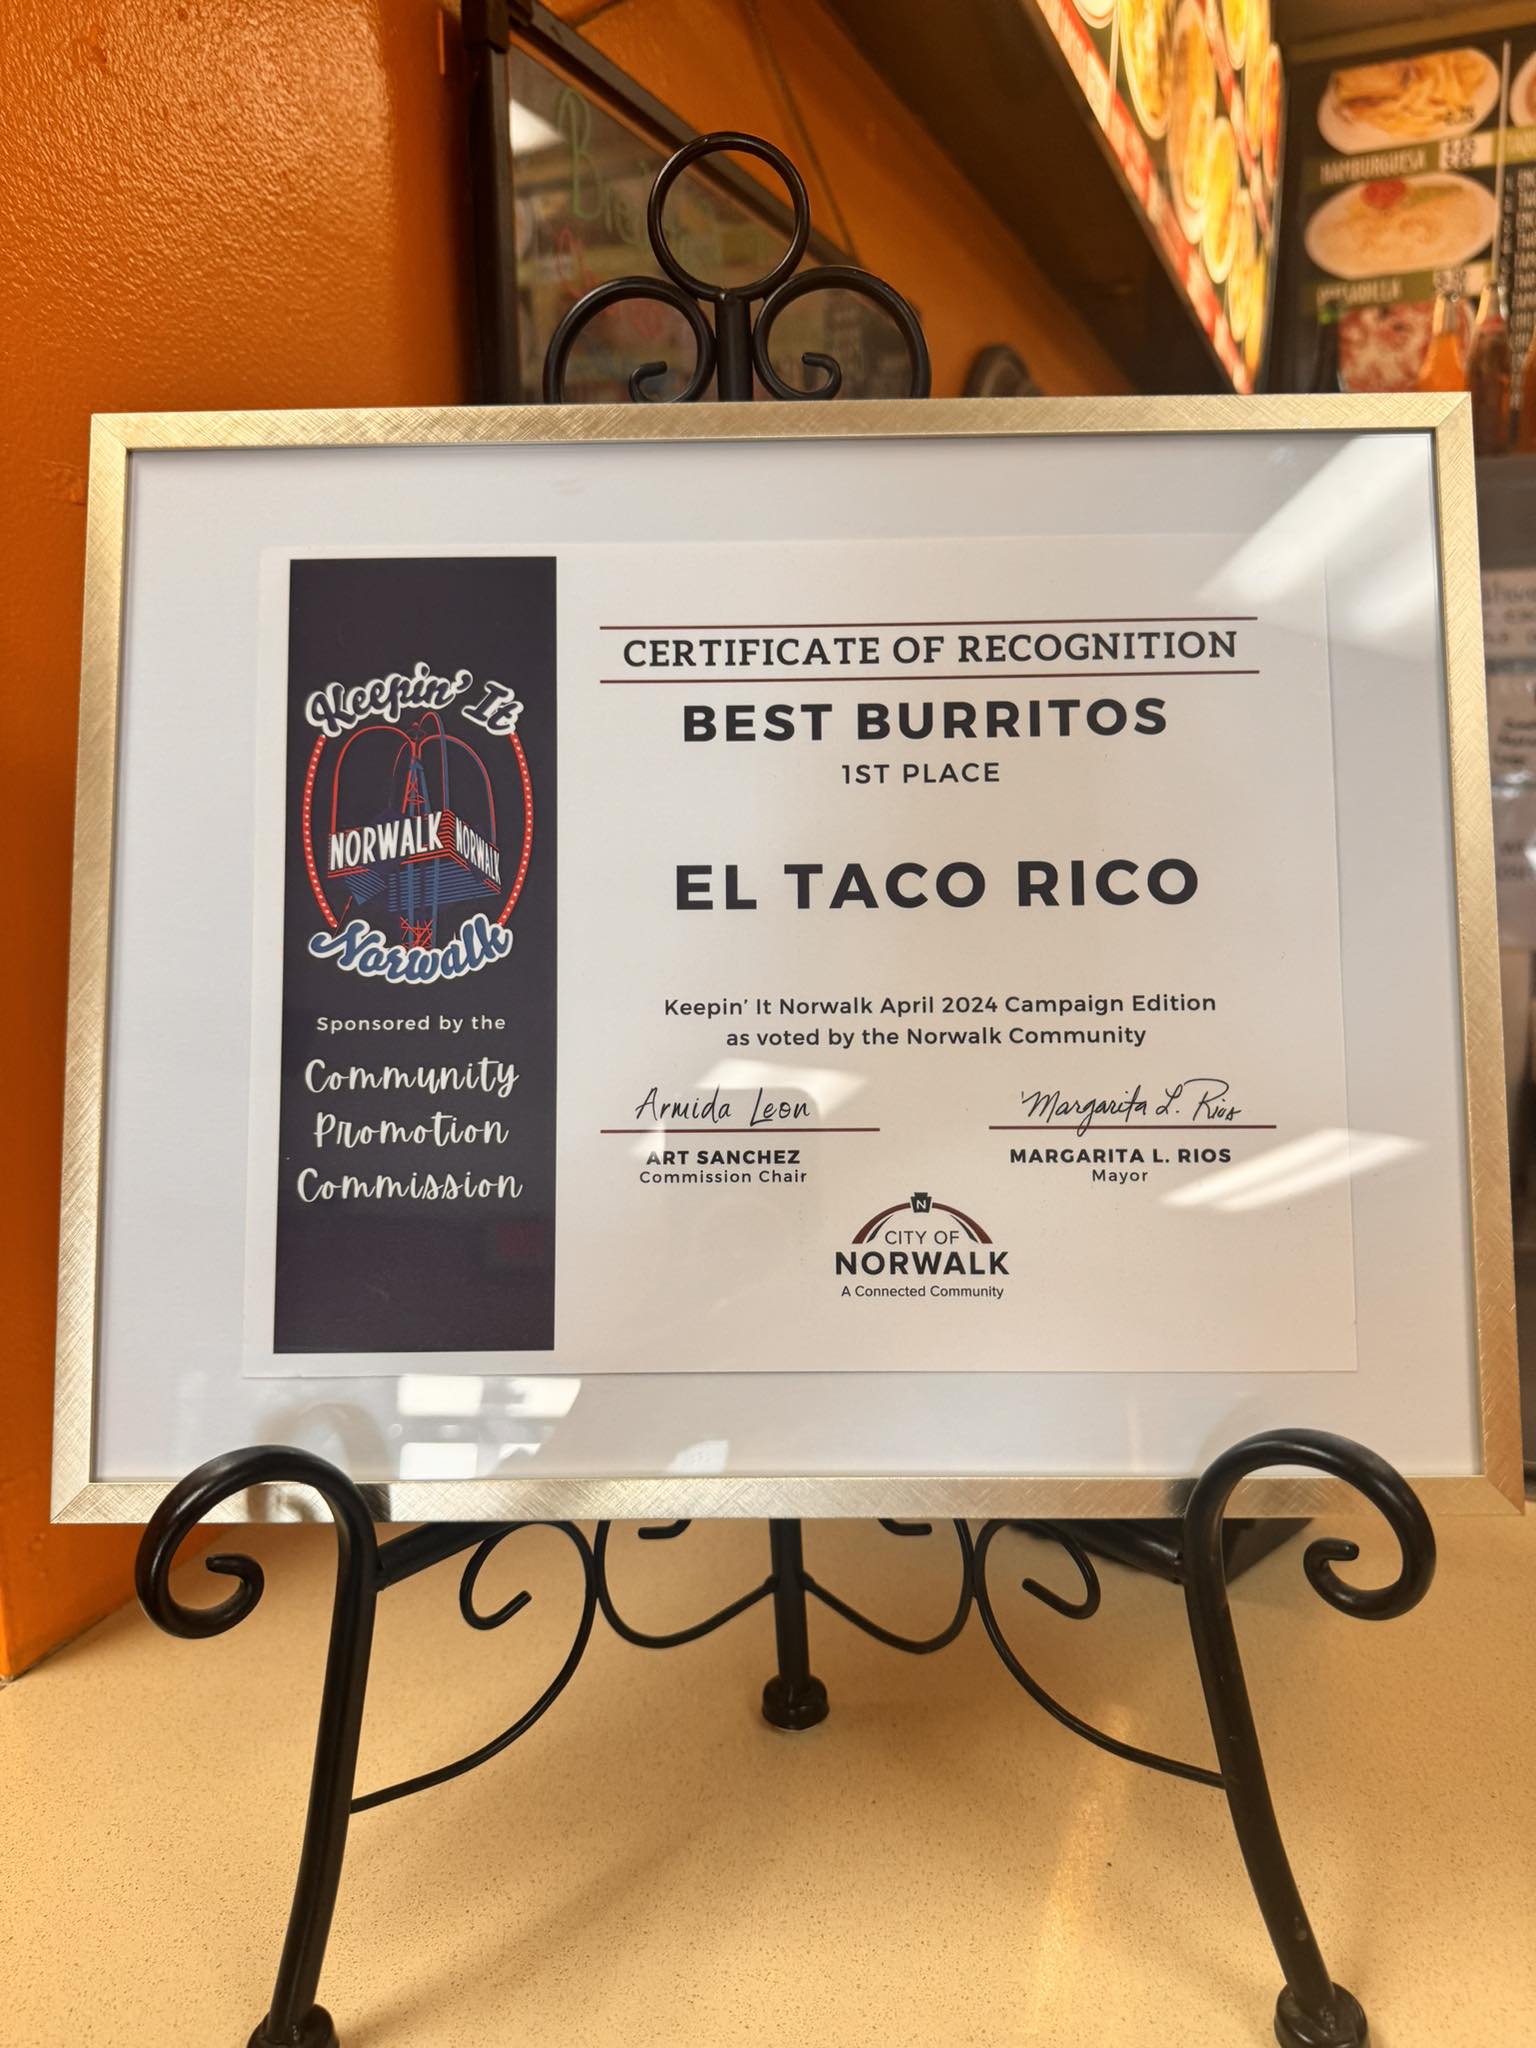 HAMBURGUESA
Keepin' It
NORWALK NORWALK
Norwalk
Sponsored by the
Community
Promotion
Commission
CERTIFICATE OF RECOGNITION
BEST BURRITOS
1ST PLACE
EL TACO RICO
Keepin' It Norwalk April 2024 Campaign Edition
as voted by the Norwalk Community
Armida Leon
ART SANCHEZ
Commission Chair
Margarita L. Rios
MARGARITA L. RIOS
Mayor
N
CITY OF
NORWALK
A Connected Community